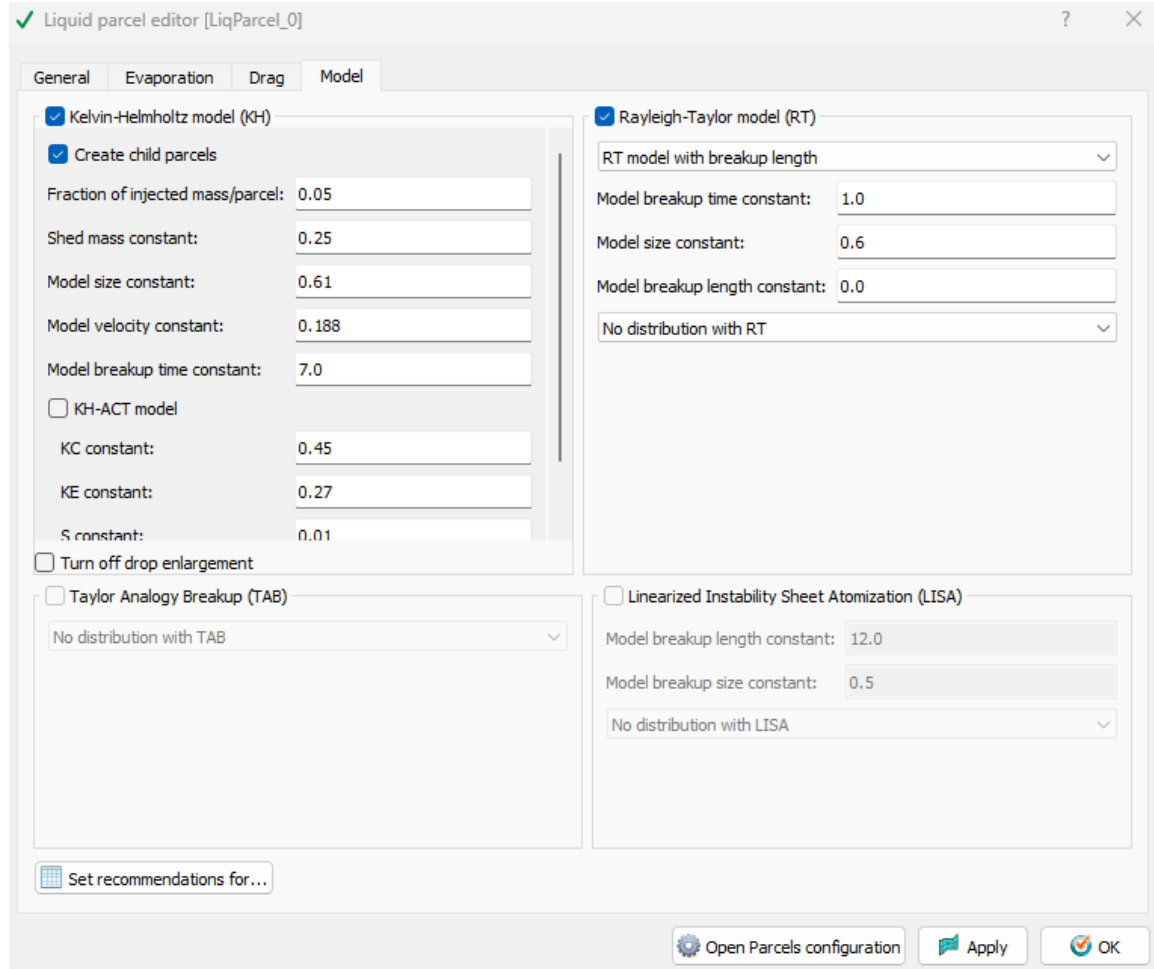 Liquid parcel editor [LiqParcel_0]
?
General Evaporation Drag Model
Kelvin-Helmholtz model (KH)
Create child parcels
Fraction of injected mass/parcel: 0.05
Shed mass constant: 0.25
Model size constant: 0.61
Model velocity constant: 0.188
Model breakup time constant: 7.0
KH-ACT model
KC constant: 0.45
KE constant: 0.27
S constant: 0.01
Turn off drop enlargement
Rayleigh-Taylor model (RT)
RT model with breakup length
Model breakup time constant: 1.0
Model size constant: 0.6
Model breakup length constant: 0.0
No distribution with RT
Taylor Analogy Breakup (TAB)
No distribution with TAB
Linearized Instability Sheet Atomization (LISA)
Model breakup length constant: 12.0
Model breakup size constant: 0.5
No distribution with LISA
Set recommendations for...
Open Parcels configuration Apply OK